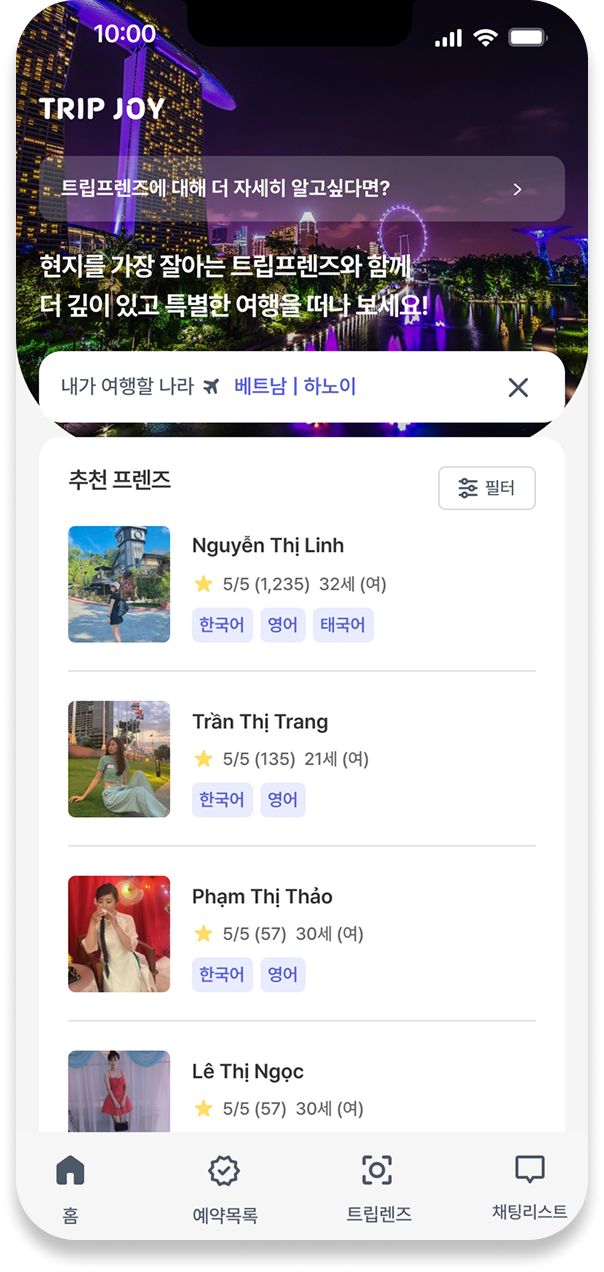 10:00
TRIP JOY
트립프렌즈에 대해 더 자세히 알고싶다면?
현지를 가장 잘아는 트립프렌즈와 함께
더 깊이 있고 특별한 여행을 떠나 보세요!
내가 여행할 나라 베트남 | 하노이
추천 프렌즈 필터
Nguyễn Thị Linh
5/5 (1,235) 32세 (여)
한국어 영어 태국어
Trần Thị Trang
5/5 (135) 21세 (여)
한국어 영어
Phạm Thị Thảo
5/5 (57) 30세 (여)
한국어 영어
Lê Thị Ngọc
5/5 (57) 30세 (여)
홈 예약목록 트립렌즈 채팅리스트